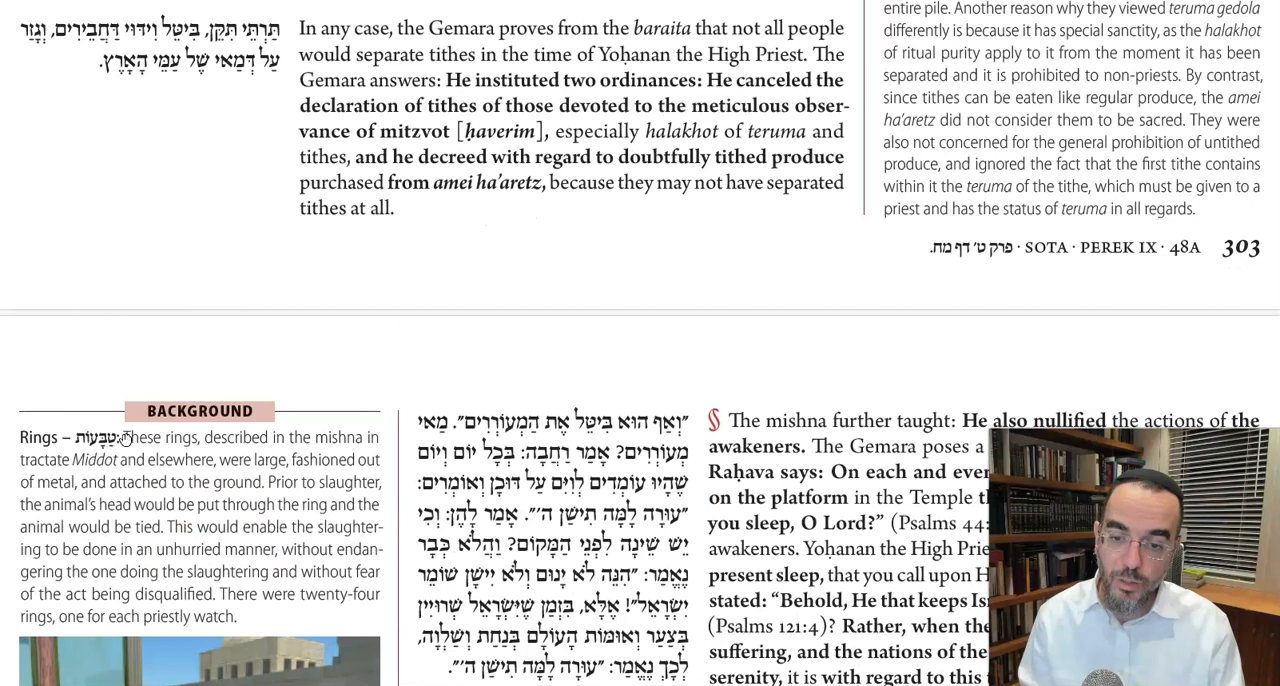 תַּרְתֵּי תַּקֵּן, בִּיטֵּל וִידּוּי דַּחֲבֵירִים, וְגָזַר
עַל דְּמַאי שֶׁל עַמֵּי הָאָרֶץ.
In any case, the Gemara proves from the baraita that not all people
would separate tithes in the time of Yoḥanan the High Priest. The
Gemara answers: He instituted two ordinances: He canceled the
declaration of tithes of those devoted to the meticulous obser-
vance of mitzvot [ḥaverim], especially halakhot of teruma and
tithes, and he decreed with regard to doubtfully tithed produce
purchased from amei ha'aretz, because they may not have separated
tithes at all.
entire pile. Another reason why they viewed teruma gedola
differently is because it has special sanctity, as the halakhot
of ritual purity apply to it from the moment it has been
separated and it is prohibited to non-priests. By contrast,
since tithes can be eaten like regular produce, the amei
ha'aretz did not consider them to be sacred. They were
also not concerned for the general prohibition of untithed
produce, and ignored the fact that the first tithe contains
within it the teruma of the tithe, which must be given to a
priest and has the status of teruma in all regards.
פרק ט׳ דף מח. · SOTA · PEREK IX · 48A 303
BACKGROUND
Rings – טַבָּעוֹת: These rings, described in the mishna in
tractate Middot and elsewhere, were large, fashioned out
of metal, and attached to the ground. Prior to slaughter,
the animal's head would be put through the ring and the
animal would be tied. This would enable the slaughter-
ing to be done in an unhurried manner, without endan-
gering the one doing the slaughtering and without fear
of the act being disqualified. There were twenty-four
rings, one for each priestly watch.
״וְאַף הוּא בִּיטֵּל אֶת הַמְעוֹרְרִים״. מַאי
מְעוֹרְרִים? אָמַר רַחֲבָה: בְּכׇל יוֹם וָיוֹם
שֶׁהָיוּ עוֹמְדִים לְוִיִּם עַל דּוּכָן וְאוֹמְרִים:
״עוּרָה לָמָּה תִישַׁן ה׳״. אָמַר לָהֶן: וְכִי
יֵשׁ שֵׁינָה לִפְנֵי הַמָּקוֹם? וַהֲלֹא כְּבָר
נֶאֱמַר: ״הִנֵּה לֹא יָנוּם וְלֹא יִישָׁן שׁוֹמֵר
יִשְׂרָאֵל״! אֶלָּא, בִּזְמַן שֶׁיִּשְׂרָאֵל שְׁרוּיִין
בְּצַעַר וְאוּמּוֹת הָעוֹלָם בְּנַחַת וְשַׁלְוָה,
לְכָךְ נֶאֱמַר: ״עוּרָה לָמָּה תִישַׁן ה׳״.
§ The mishna further taught: He also nullified the actions of the
awakeners. The Gemara poses a
Raḥava says: On each and ever
on the platform in the Temple
you sleep, O Lord?" (Psalms 44:
awakeners. Yoḥanan the High Prie
present sleep, that you call upon H
stated: "Behold, He that keeps Is
(Psalms 121:4)? Rather, when the
suffering, and the nations of the
serenity, it is with regard to this